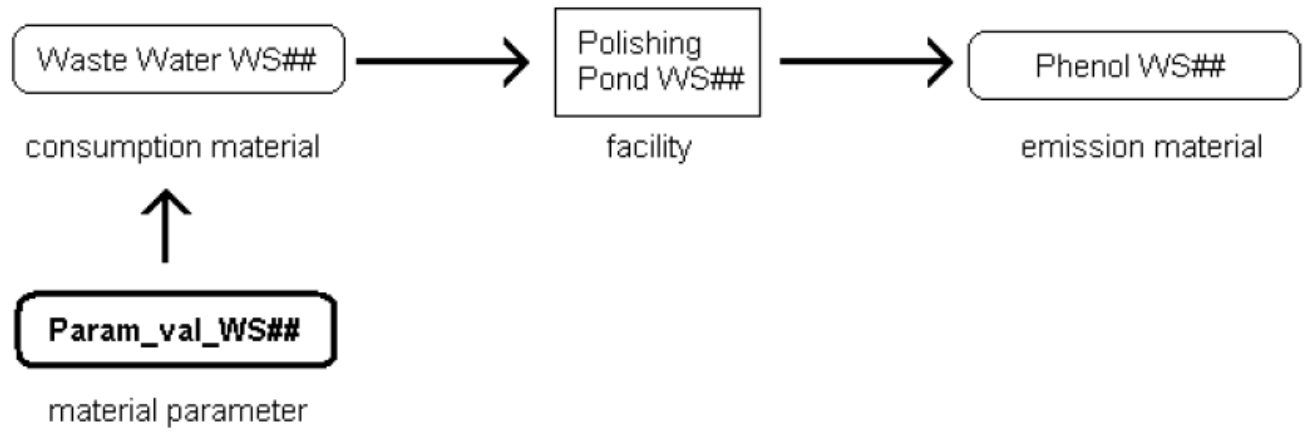 Waste Water WS##
Polishing
Pond WS##
Phenol WS##
consumption material
facility
emission material
Param_val_WS##
material parameter